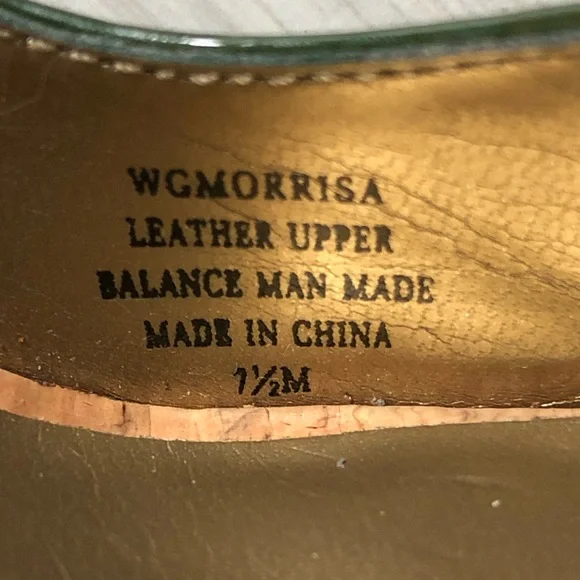 WGMORRISA
LEATHER UPPER
BALANCE MAN MADE
MADE IN CHINA
7½M